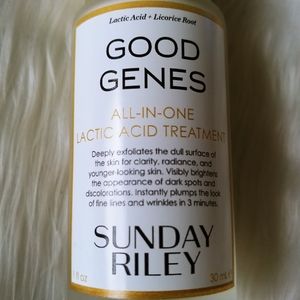 Lactic Acid + Licorice Root
GOOD
GENES
ALL-IN-ONE
LACTIC ACID TREATMENT
Deeply exfoliates the dull surface of
the skin for clarity, radiance, and
younger-looking skin. Visibly brightens
the appearance of dark spots and
discolorations. Instantly plumps the look
of fine lines and wrinkles in 3 minutes.
SUNDAY
RILEY
fl oz 30 ml